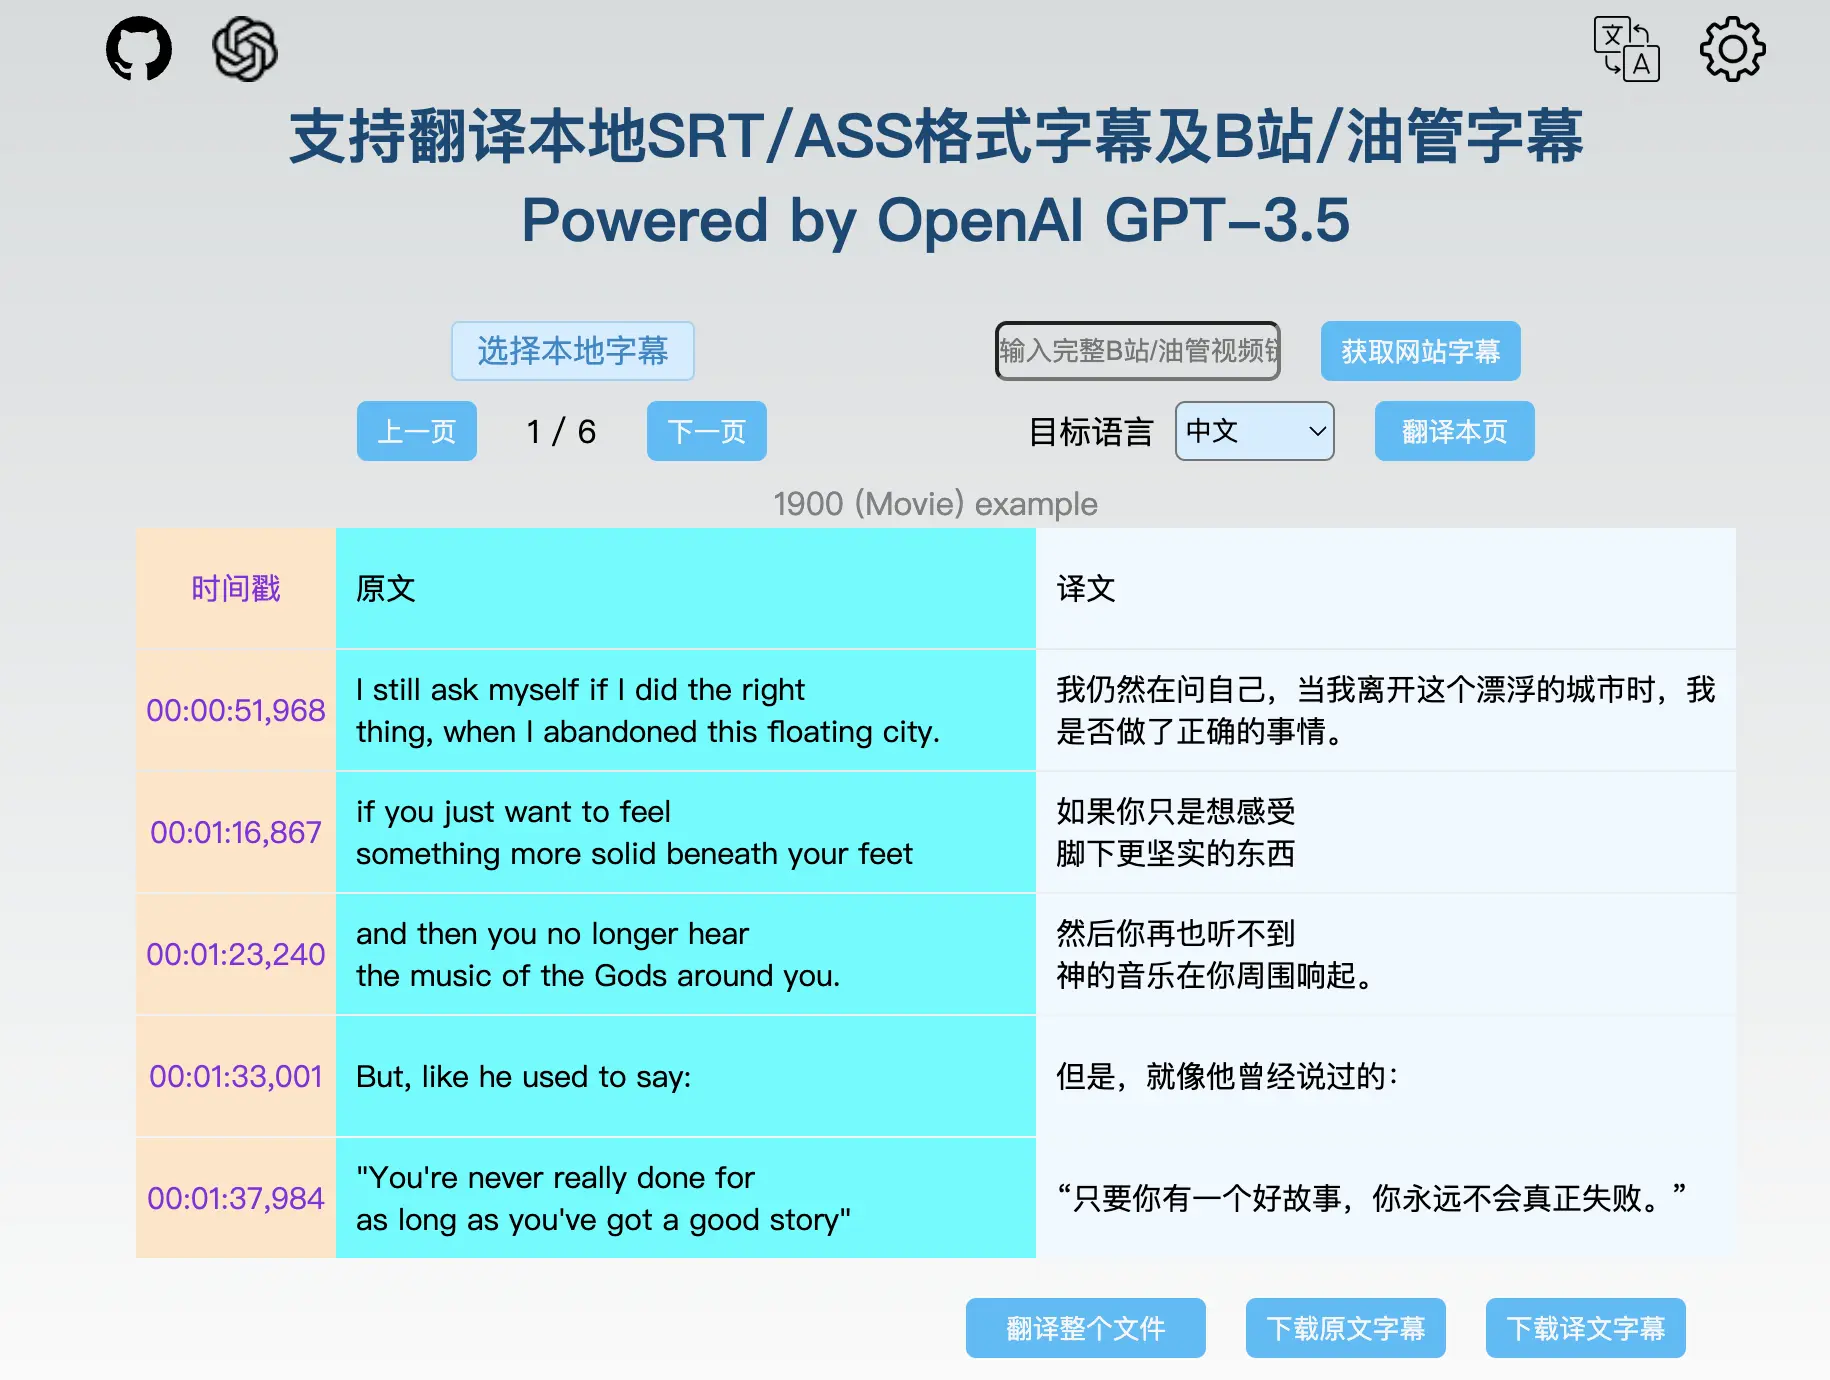 文
A
支持翻译本地SRT/ASS格式字幕及B站/油管字幕
Powered by OpenAI GPT-3.5
选择本地字幕
输入完整B站/油管视频链
获取网站字幕
上一页
1 / 6
下一页
目标语言
中文
翻译本页
1900 (Movie) example
时间戳
原文
译文
00:00:51,968
I still ask myself if I did the right
thing, when I abandoned this floating city.
我仍然在问自己，当我离开这个漂浮的城市时，我
是否做了正确的事情。
00:01:16,867
if you just want to feel
something more solid beneath your feet
如果你只是想感受
脚下更坚实的东西
00:01:23,240
and then you no longer hear
the music of the Gods around you.
然后你再也听不到
神的音乐在你周围响起。
00:01:33,001
But, like he used to say:
但是，就像他曾经说过的：
00:01:37,984
"You're never really done for
as long as you've got a good story"
“只要你有一个好故事，你永远不会真正失败。”
翻译整个文件
下载原文字幕
下载译文字幕